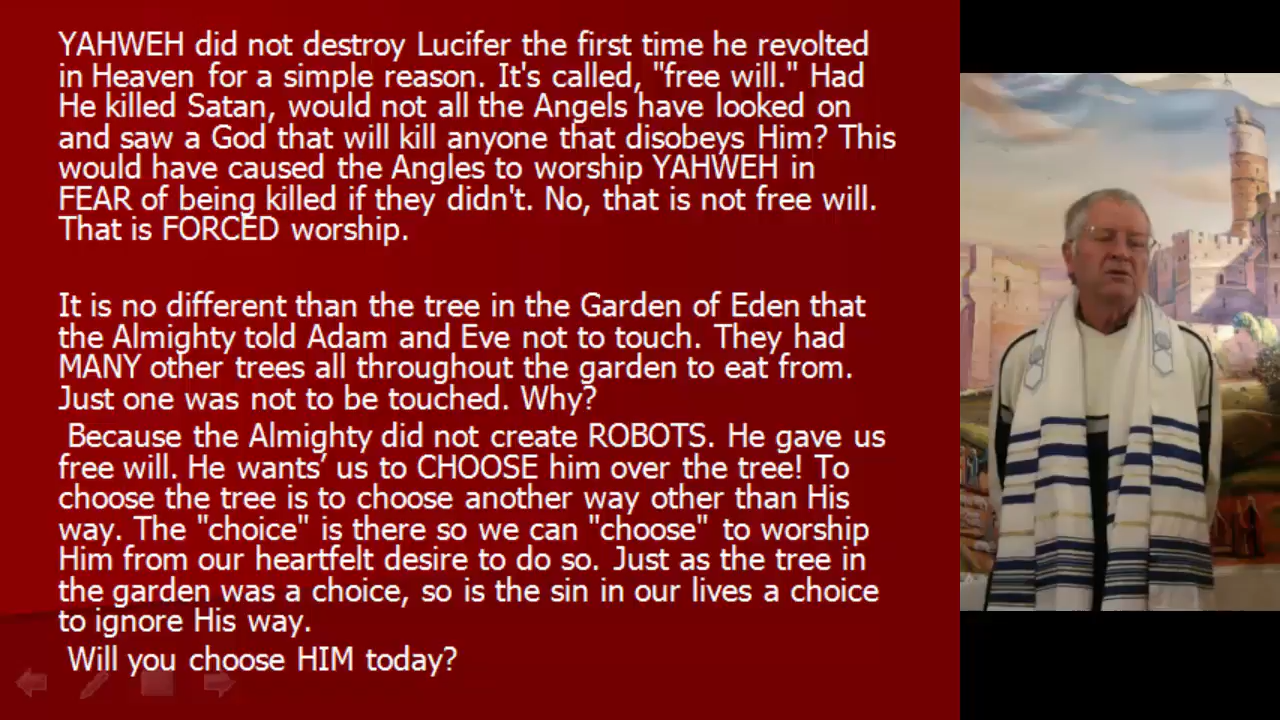 YAHWEH did not destroy Lucifer the first time he revolted
in Heaven for a simple reason. It's called, "free will." Had
He killed Satan, would not all the Angels have looked on
and saw a God that will kill anyone that disobeys Him? This
would have caused the Angles to worship YAHWEH in
FEAR of being killed if they didn't. No, that is not free will.
That is FORCED worship.
It is no different than the tree in the Garden of Eden that
the Almighty told Adam and Eve not to touch. They had
MANY other trees all throughout the garden to eat from.
Just one was not to be touched. Why?
Because the Almighty did not create ROBOTS. He gave us
free will. He wants’ us to CHOOSE him over the tree! To
choose the tree is to choose another way other than His
way. The "choice" is there so we can "choose" to worship
Him from our heartfelt desire to do so. Just as the tree in
the garden was a choice, so is the sin in our lives a choice
to ignore His way.
Will you choose HIM today?